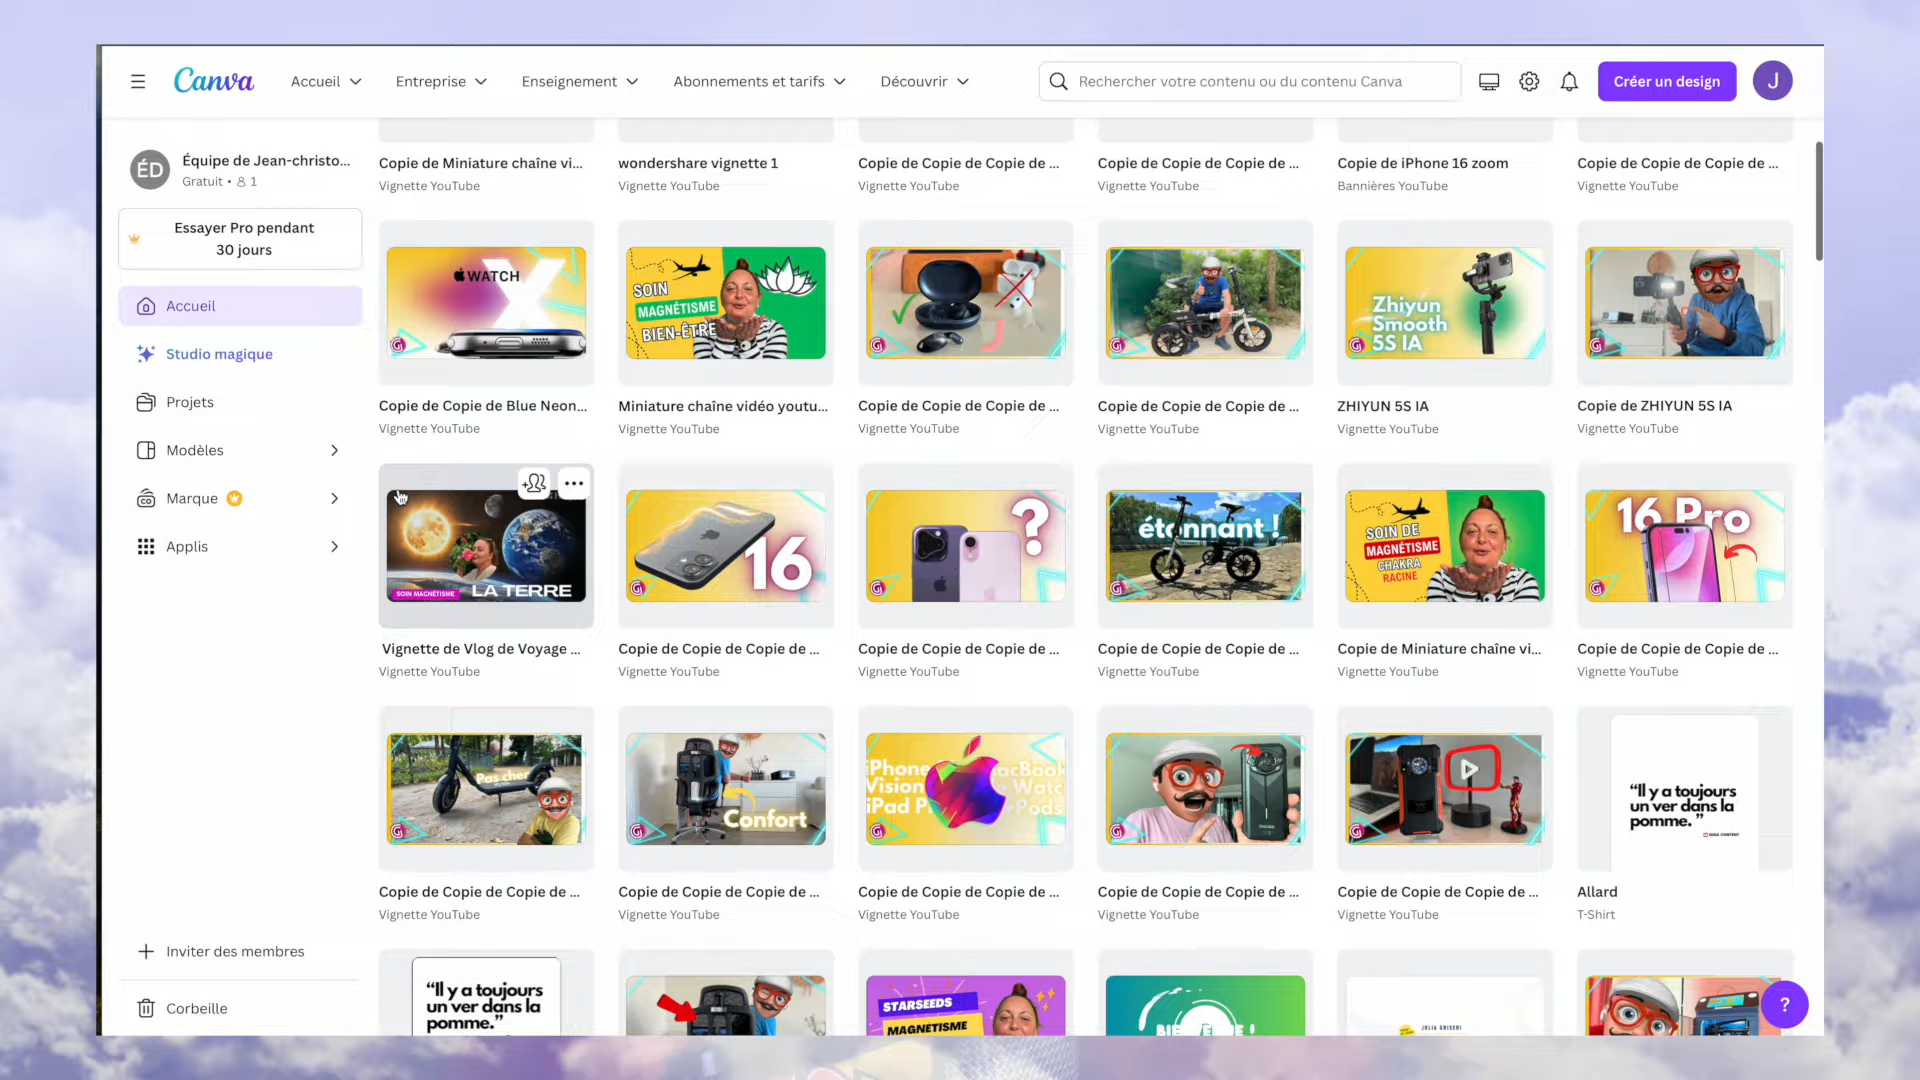 Canva
Accueil
Entreprise
Enseignement
Abonnements et tarifs
Découvrir
Rechercher votre contenu ou du contenu Canva
Créer un design
J
ÉD
Équipe de Jean-christo...
Gratuit • 1
Essayer Pro pendant
30 jours
Accueil
Studio magique
Projets
Modèles
Marque
Applis
Inviter des membres
Corbeille
Copie de Miniature chaîne vi...
Vignette YouTube
wondershare vignette 1
Vignette YouTube
Copie de Copie de Copie de ...
Vignette YouTube
Copie de Copie de Copie de ...
Vignette YouTube
Copie de iPhone 16 zoom
Bannières YouTube
Copie de Copie de Copie de ...
Vignette YouTube
WATCH
Copie de Copie de Blue Neon...
Vignette YouTube
SOIN
MAGNÉTISME
BIEN-ÊTRE
Miniature chaîne vidéo youtu...
Vignette YouTube
Copie de Copie de Copie de ...
Vignette YouTube
Copie de Copie de Copie de ...
Vignette YouTube
Zhiyun
Smooth
5S IA
ZHIYUN 5S IA
Vignette YouTube
Copie de ZHIYUN 5S IA
Vignette YouTube
SOIN MAGNÉTISME
LA TERRE
Vignette de Vlog de Voyage ...
Vignette YouTube
16
Copie de Copie de Copie de ...
Vignette YouTube
?
Copie de Copie de Copie de ...
Vignette YouTube
étonnant !
Copie de Copie de Copie de ...
Vignette YouTube
SOIN DE
MAGNÉTISME
CHAKRA
RACINE
Copie de Miniature chaîne vi...
Vignette YouTube
16 Pro
Copie de Copie de Copie de ...
Vignette YouTube
Pas cher
Copie de Copie de Copie de ...
Vignette YouTube
Confort
Copie de Copie de Copie de ...
Vignette YouTube
iPhone
Vision
iPad P
acBook
Watc
Pods
Copie de Copie de Copie de ...
Vignette YouTube
Copie de Copie de Copie de ...
Vignette YouTube
Copie de Copie de Copie de ...
Vignette YouTube
“Il y a toujours
un ver dans la
pomme. ”
GIGA CONTENT
Allard
T-Shirt
“Il y a toujours
un ver dans la
pomme.”
STARSEEDS
MAGNÉTISME
BIENVENUE !
JULIA GRISERI
?